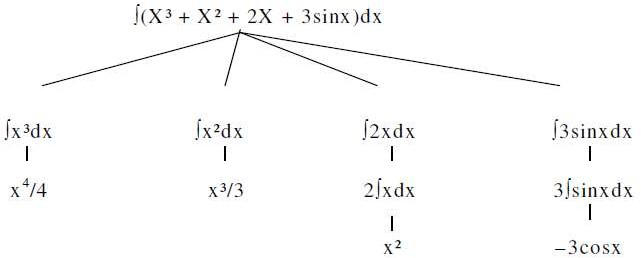 ∫(X³ + X² + 2X + 3sinx)dx
∫x³dx ∫x²dx ∫2xdx ∫3sinxdx
x⁴/4 x³/3 2∫xdx 3∫sinxdx
x² −3cosx